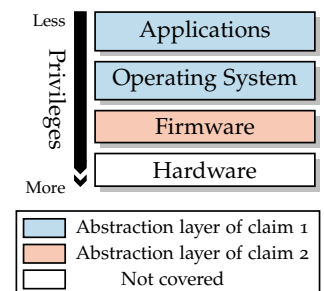 Less
Privileges
More
Applications
Operating System
Firmware
Hardware
Abstraction layer of claim 1
Abstraction layer of claim 2
Not covered